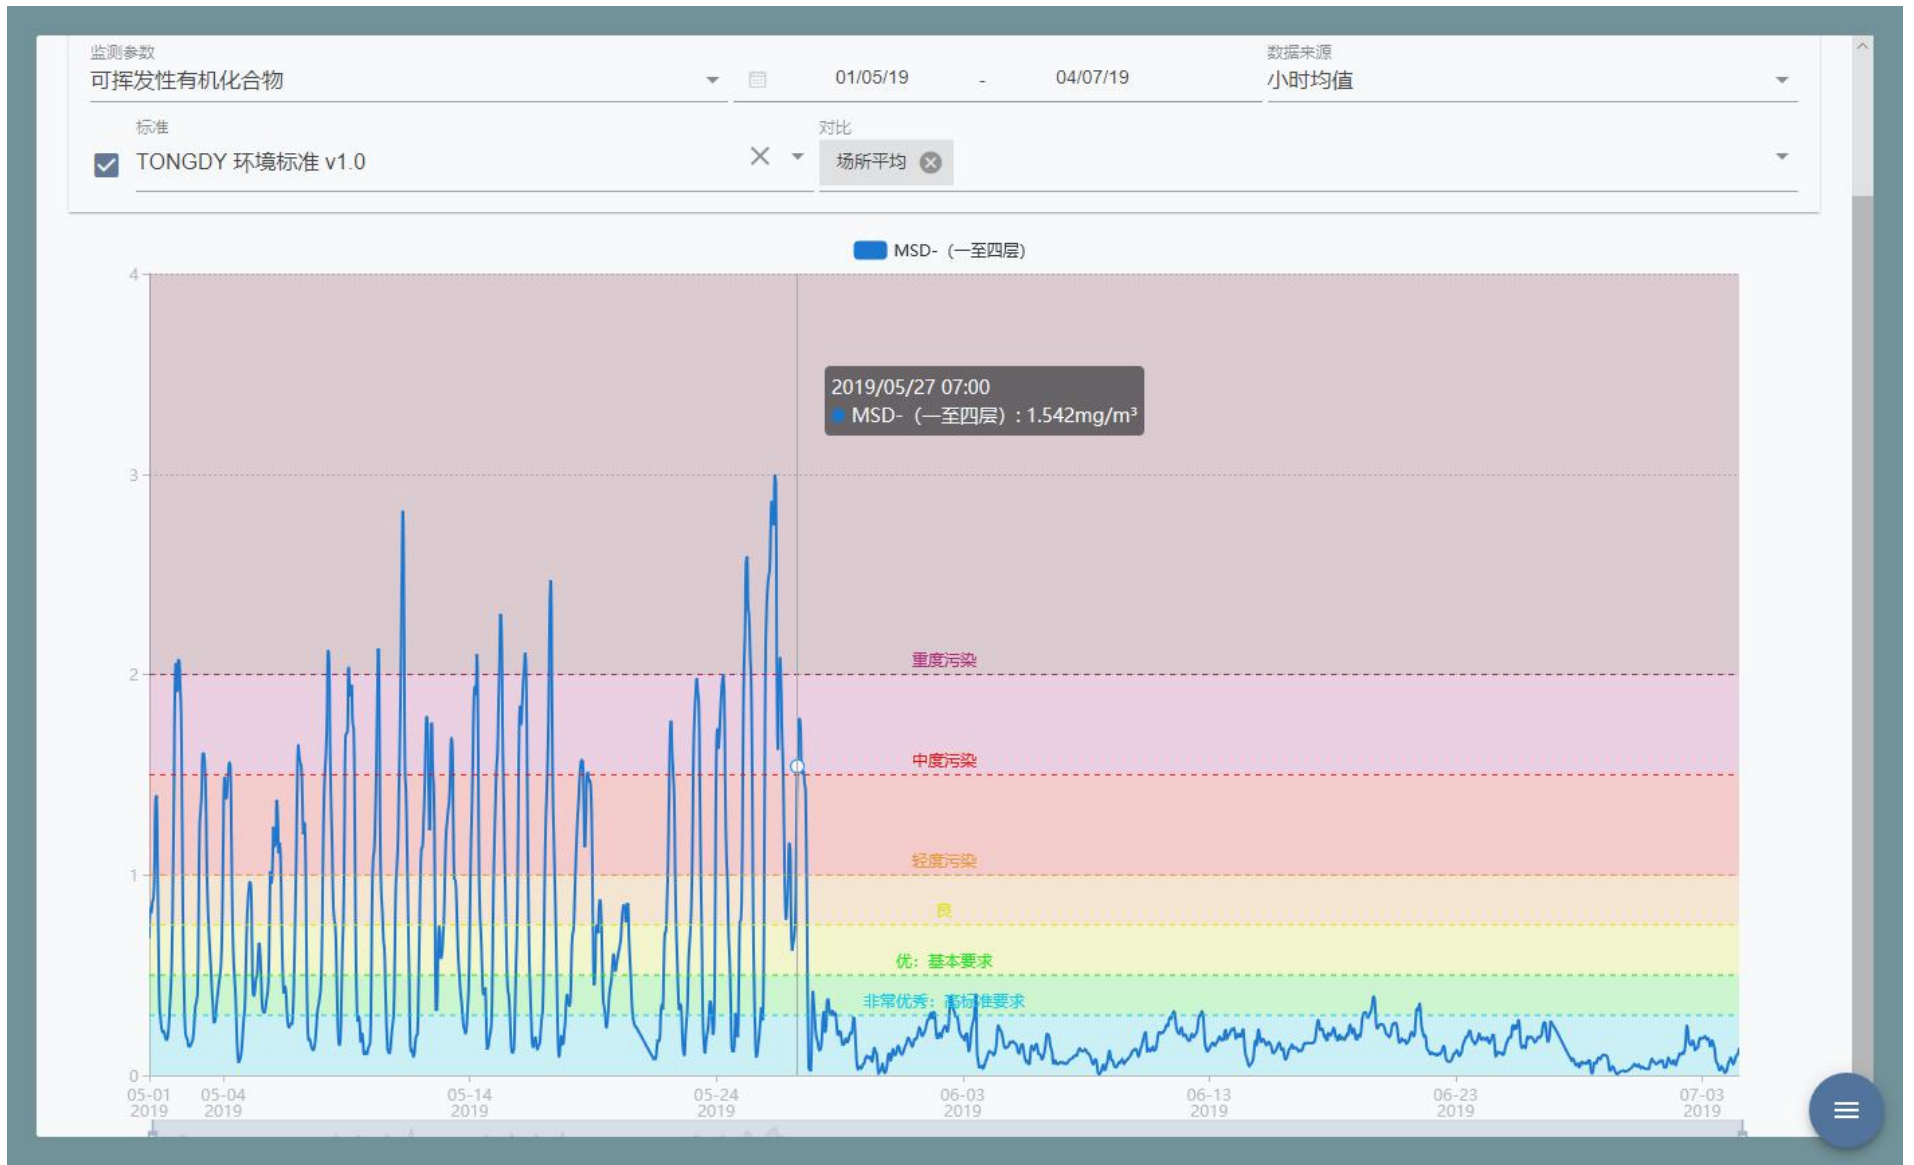 监测参数
可挥发性有机化合物
01/05/19 - 04/07/19
数据来源
小时均值
标准
TONGDY 环境标准 v1.0
对比
场所平均
MSD-（一至四层）
4
2019/05/27 07:00
MSD-（一至四层）: 1.542mg/m³
3
重度污染
2
中度污染
轻度污染
1
良
优：基本要求
非常优秀：高标准要求
0
05-01 05-04 05-14 05-24 06-03 06-13 06-23 07-03
2019 2019 2019 2019 2019 2019 2019 2019